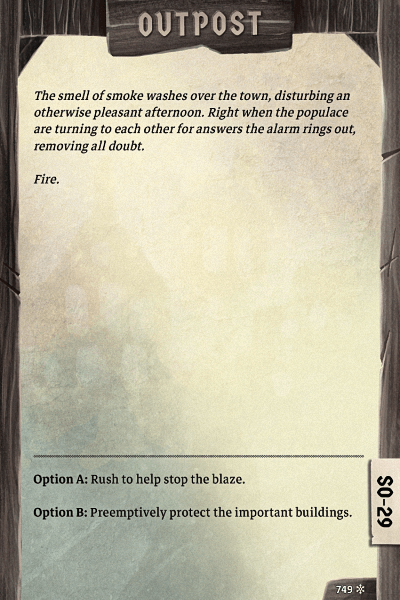 OUTPOST
The smell of smoke washes over the town, disturbing an
otherwise pleasant afternoon. Right when the populace
are turning to each other for answers the alarm rings out,
removing all doubt.
Fire.
Option A: Rush to help stop the blaze.
Option B: Preemptively protect the important buildings.
SO-29
749